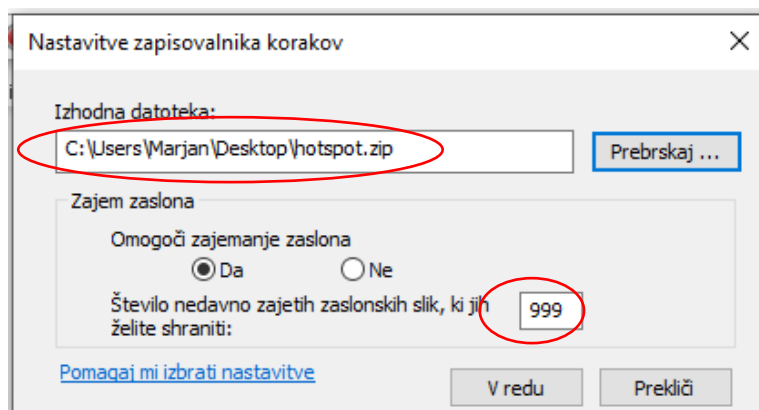 Nastavitve zapisovalnika korakov
Izhodna datoteka:
C:\Users\Marjan\Desktop\hotspot.zip
Prebrskaj ...
Zajem zaslona
Omogoči zajemanje zaslona
Da
Ne
Število nedavno zajetih zaslonskih slik, ki jih
želite shraniti:
999
Pomagaj mi izbrati nastavitve
V redu
Prekliči